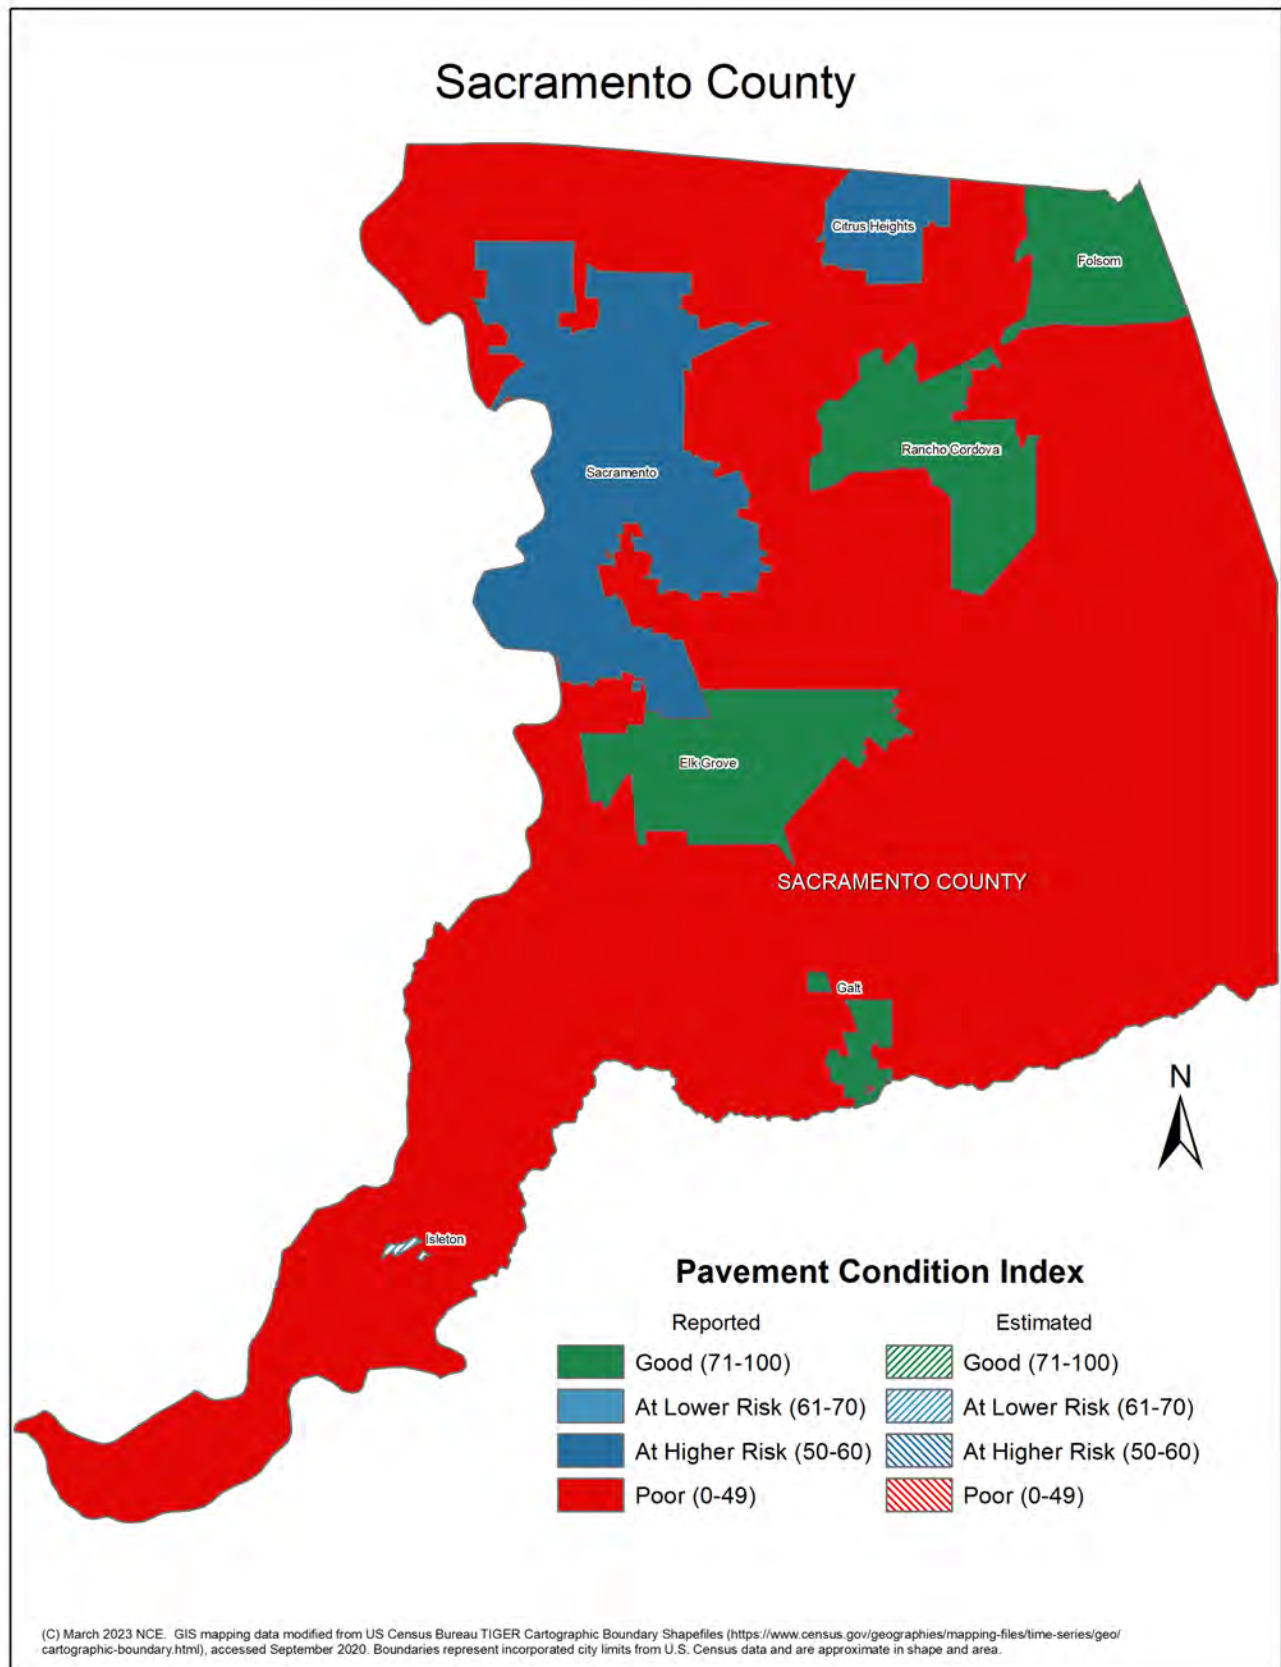 Sacramento County
Citrus Heights
Folsom
Rancho Cordova
Sacramento
Elk Grove
SACRAMENTO COUNTY
Galt
N
Isleton
Pavement Condition Index
Reported Estimated
Good (71-100) Good (71-100)
At Lower Risk (61-70) At Lower Risk (61-70)
At Higher Risk (50-60) At Higher Risk (50-60)
Poor (0-49) Poor (0-49)
(C) March 2023 NCE. GIS mapping data modified from US Census Bureau TIGER Cartographic Boundary Shapefiles (https://www.census.gov/geographies/mapping-files/time-series/geo/
cartographic-boundary.html), accessed September 2020. Boundaries represent incorporated city limits from U.S. Census data and are approximate in shape and area.